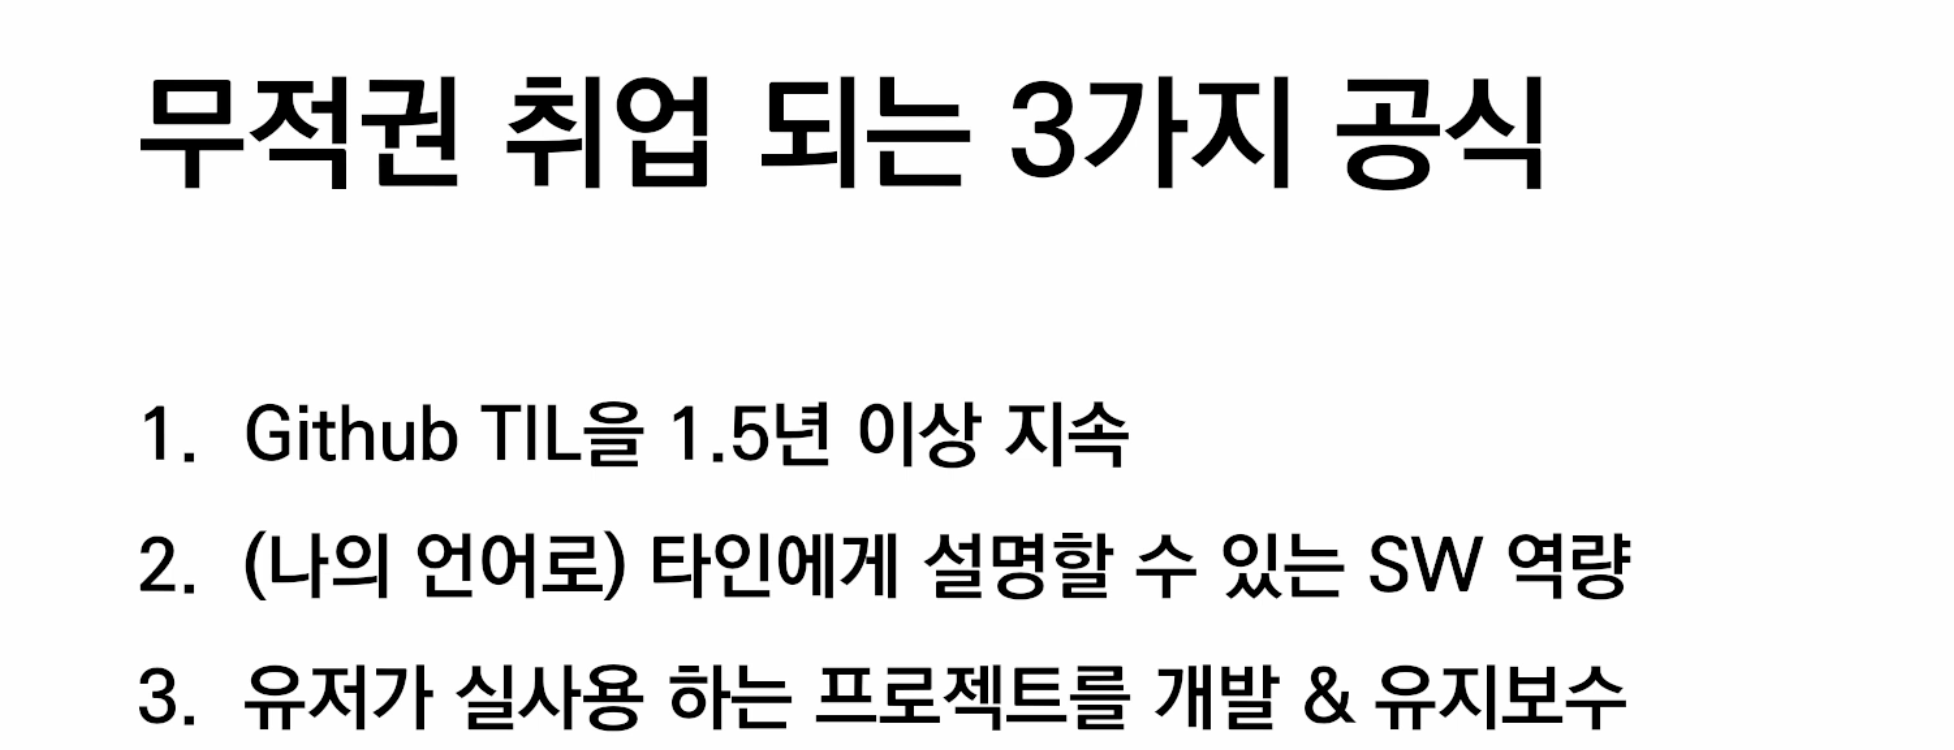 무적권 취업 되는 3가지 공식
1. Github TIL을 1.5년 이상 지속
2. (나의 언어로) 타인에게 설명할 수 있는 SW 역량
3. 유저가 실사용 하는 프로젝트를 개발 & 유지보수